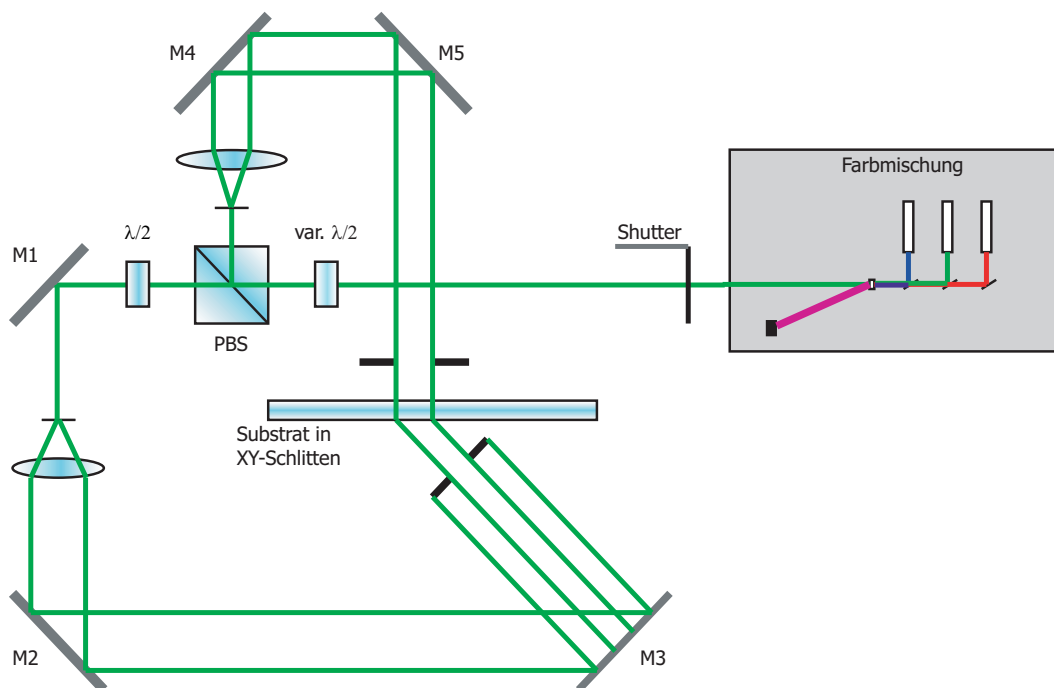 M4
M5
Farbmischung
λ/2
var. λ/2
Shutter
M1
PBS
Substrat in
XY-Schlitten
M2
M3